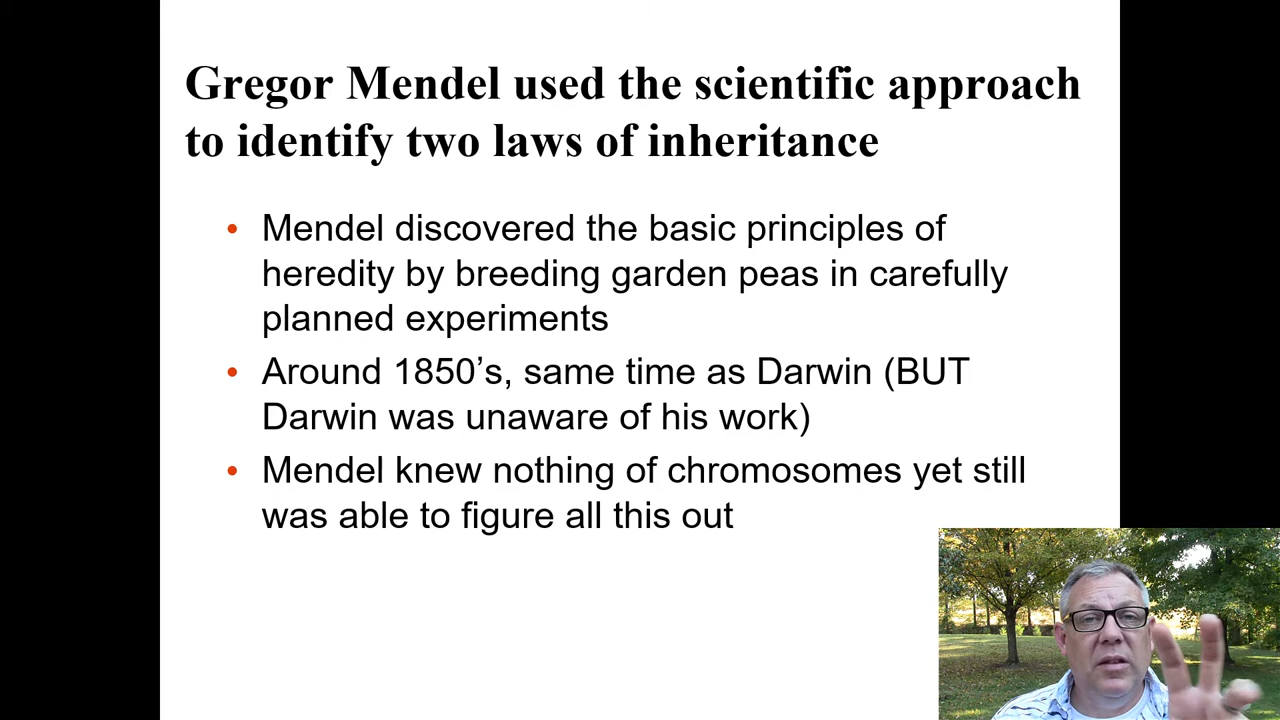 Gregor Mendel used the scientific approach
to identify two laws of inheritance
• Mendel discovered the basic principles of
heredity by breeding garden peas in carefully
planned experiments
• Around 1850’s, same time as Darwin (BUT
Darwin was unaware of his work)
• Mendel knew nothing of chromosomes yet still
was able to figure all this out